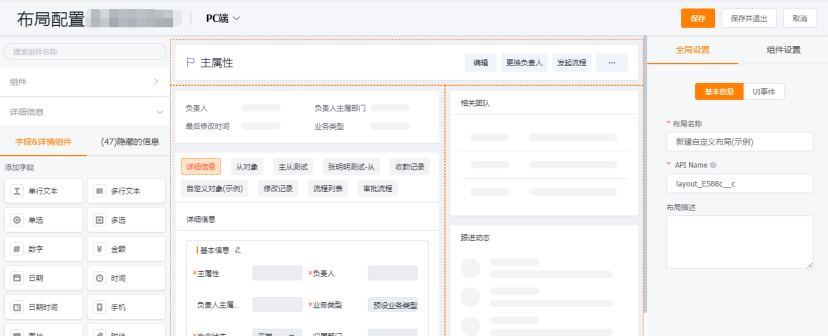 布局配置 PC端 保存 保存并退出 取消
搜索组件名称
组件
详细信息
字段&详情组件 (47)隐藏的信息
添加字段
单行文本 多行文本
单选 多选
数字 金额
日期 时间
日期时间 手机
主属性 编辑 更换负责人 发起流程 ...
负责人 负责人主属部门
最后修改时间 业务类型
详细信息 从对象 主从测试 张明明测试-从 收款记录
自定义对象(示例) 修改记录 流程列表 审批流程
详细信息
基本信息
*主属性 *负责人
负责人主属... *业务类型 预设业务类型
相关团队
跟进动态
全局设置 组件设置
基本信息 UI事件
* 布局名称
新建自定义布局(示例)
* API Name
layout_E588c__c
布局描述